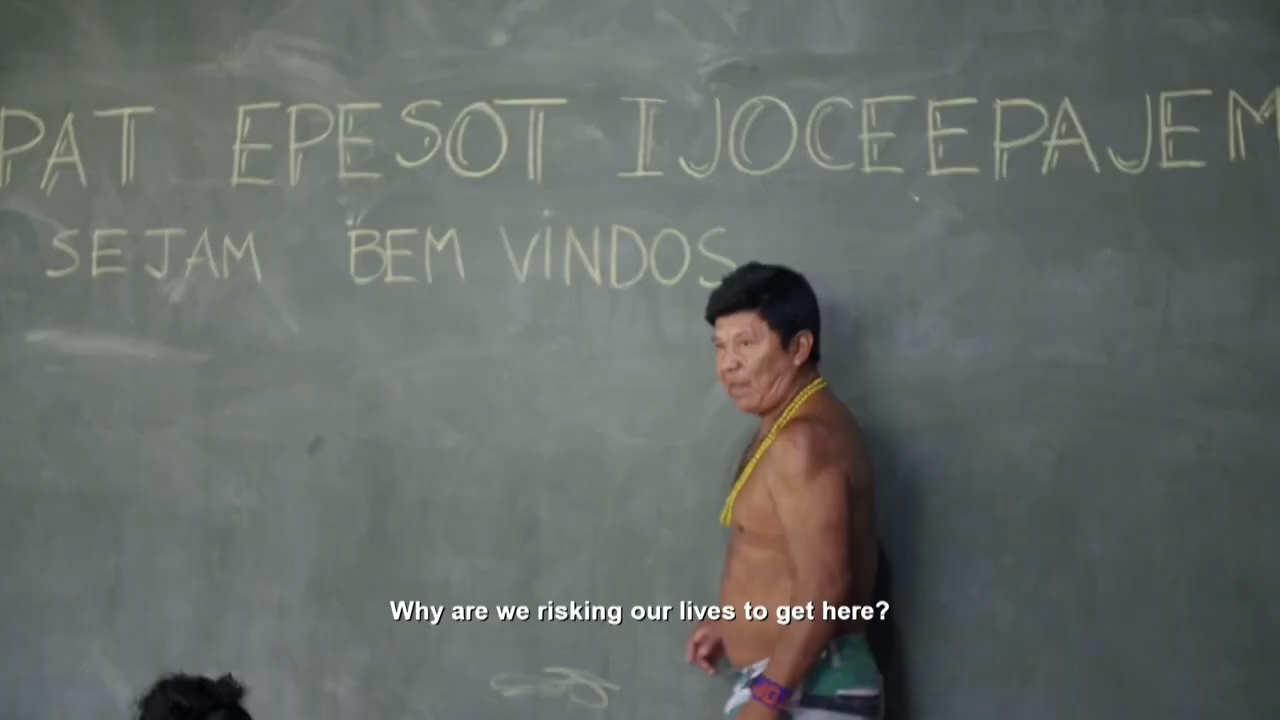 PAT EPESOT IJOCEEPAJEM
SEJAM BEM VINDOS
Why are we risking our lives to get here?